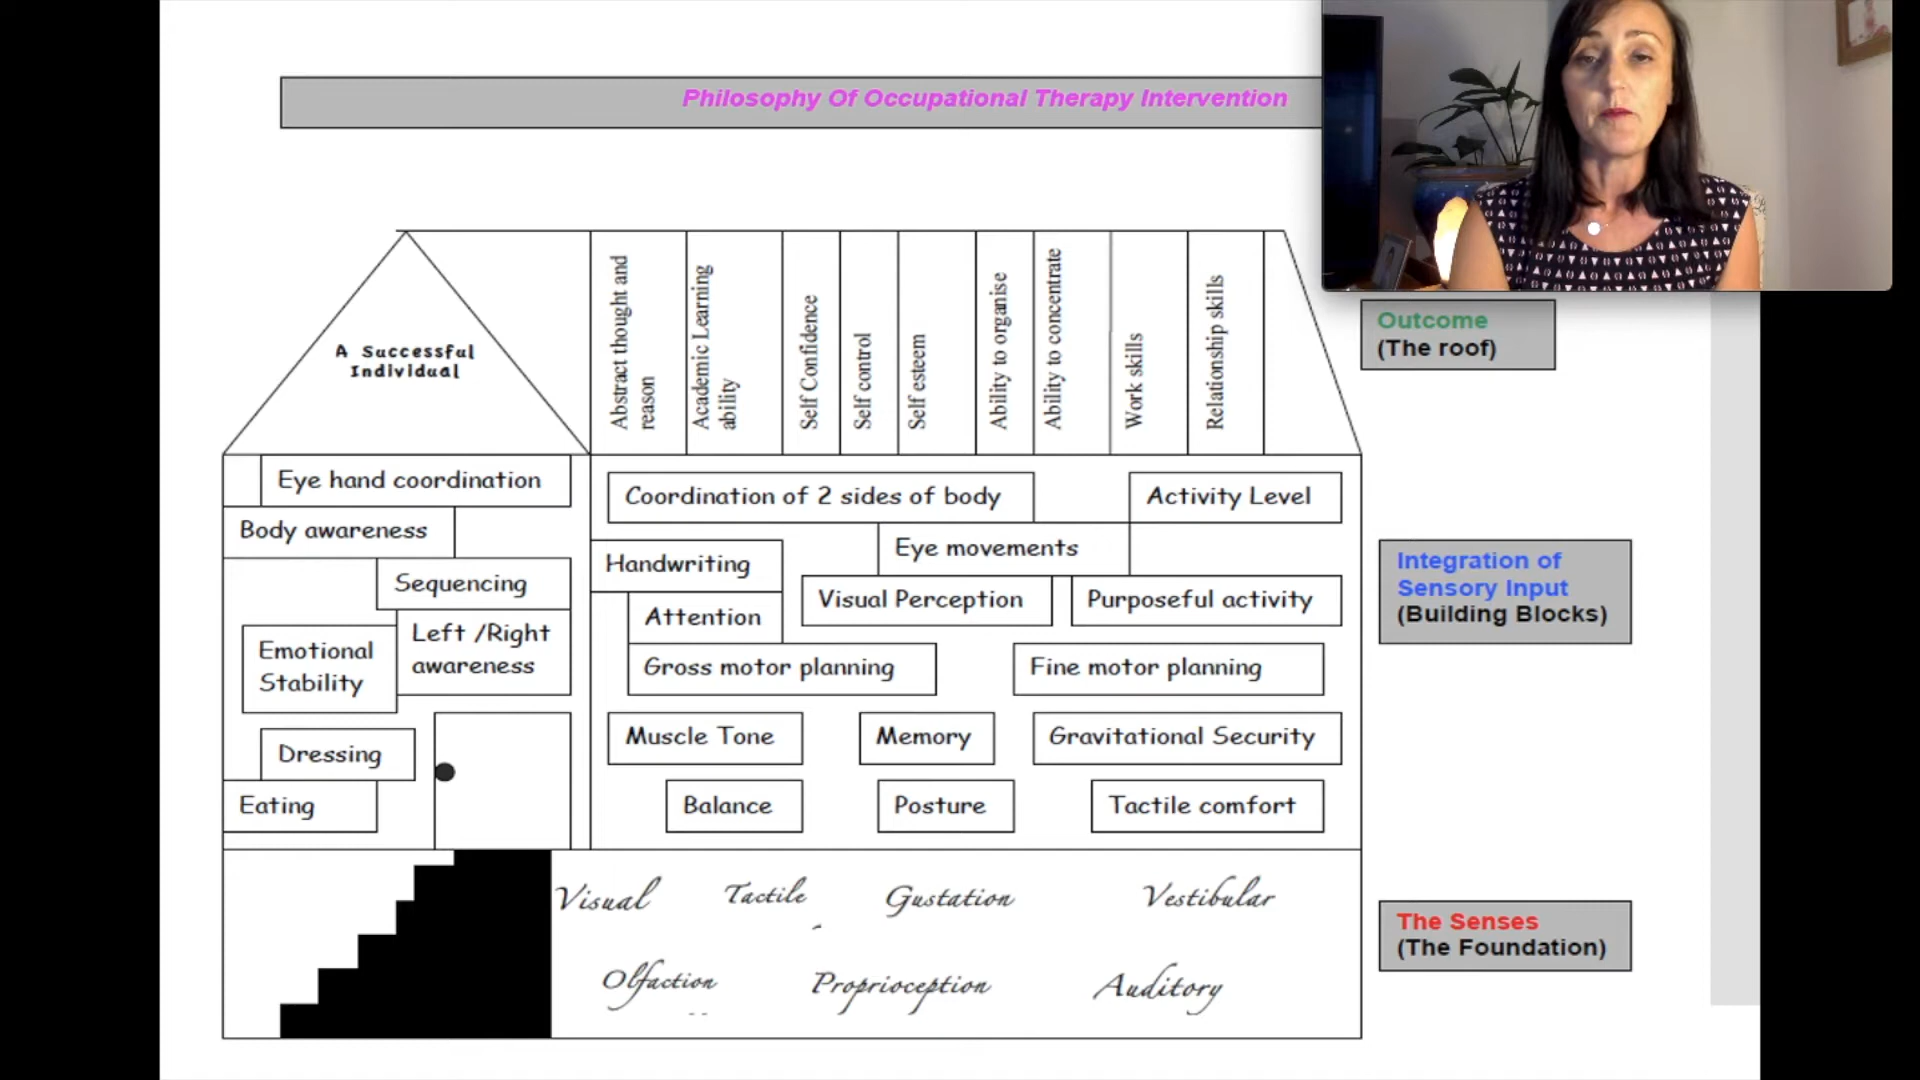 Philosophy Of Occupational Therapy Intervention
A Successful
Individual
Abstract thought and
reason
Academic Learning
ability
Self Confidence
Self control
Self esteem
Ability to organise
Ability to concentrate
Work skills
Relationship skills
Outcome
(The roof)
Eye hand coordination
Body awareness
Sequencing
Left /Right
awareness
Emotional
Stability
Dressing
Eating
Coordination of 2 sides of body
Activity Level
Eye movements
Handwriting
Visual Perception
Purposeful activity
Attention
Gross motor planning
Fine motor planning
Muscle Tone
Memory
Gravitational Security
Balance
Posture
Tactile comfort
Integration of
Sensory Input
(Building Blocks)
Visual
Tactile
Gustation
Vestibular
Olfaction
Proprioception
Auditory
The Senses
(The Foundation)